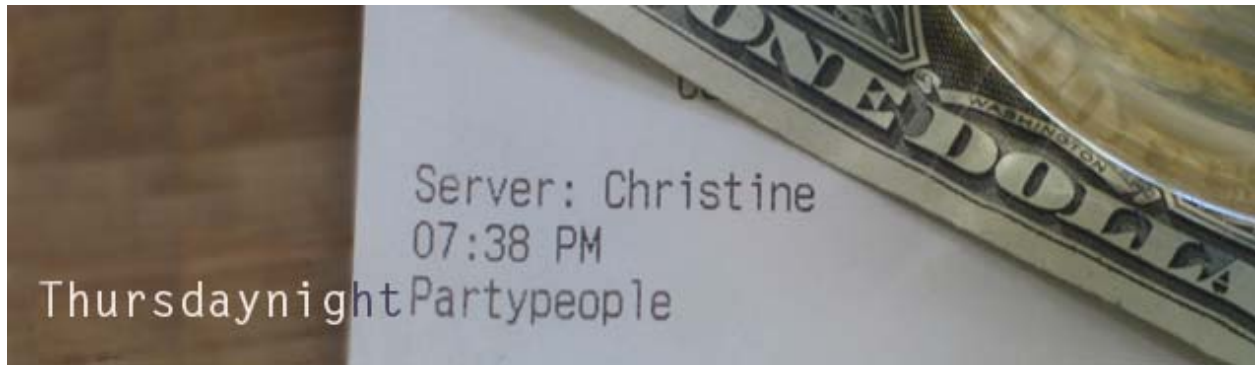 ONE DOLLA
WASHINGTON
Server: Christine
07:38 PM
ThursdaynightPartypeople